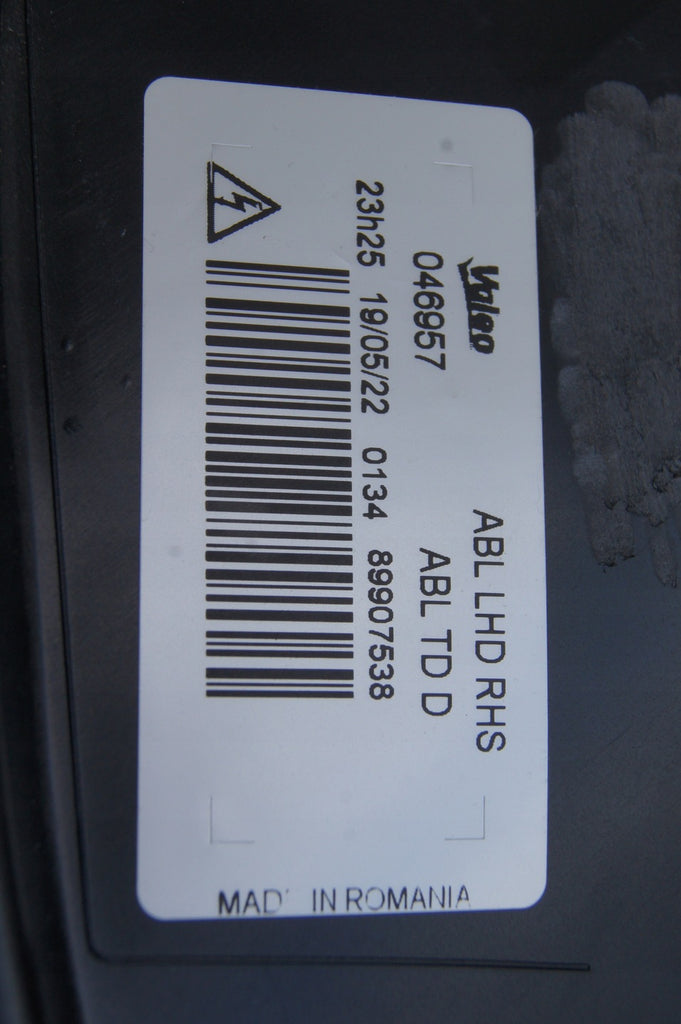 Valeo
ABL LHD RHS
046957
ABL TD D
23h25 19/05/22 0134 89907538
MAD' IN ROMANIA